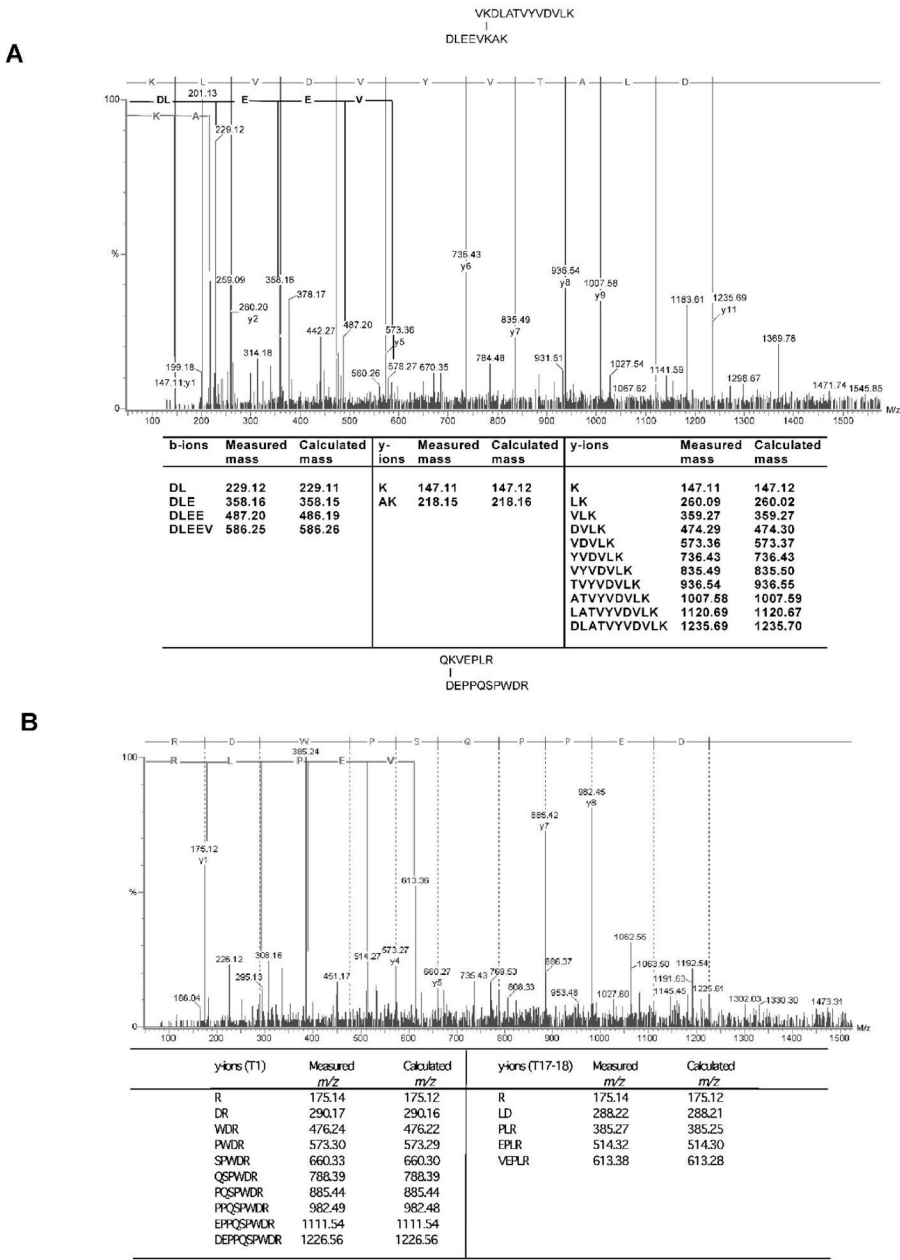 VKDLATVYVDVLK
DLEEVKAK
A
K L V D V Y V T A L D
201.13
100 DL E E V
K A
229.12
%
736.43
y6
259.09
358.16
936.54
y8
1007.58
y9
1183.61
1235.69
y11
260.20
y2
378.17
835.49
y7
442.27
487.20
573.36
y5
1369.78
199.18
314.18
784.48
931.51
1027.54
147.11;y1
560.26
578.27
670.35
1067.62
1141.59
1298.67
1471.74
1545.85
0
100 200 300 400 500 600 700 800 900 1000 1100 1200 1300 1400 1500
M/z
b-ions Measured mass Calculated mass y-ions Measured mass Calculated mass y-ions Measured mass Calculated mass
DL 229.12 229.11 K 147.11 147.12 K 147.11 147.12
DLE 358.16 358.15 AK 218.15 218.16 LK 260.09 260.02
DLEE 487.20 486.19 VLK 359.27 359.27
DLEEV 586.25 586.26 DVLK 474.29 474.30
VDVLK 573.36 573.37
YVDVLK 736.43 736.43
VYVDVLK 835.49 835.50
TVYVDVLK 936.54 936.55
ATVYVDVLK 1007.58 1007.59
LATVYVDVLK 1120.69 1120.67
DLATVYVDVLK 1235.69 1235.70
QKVEPLR
DEPPQSPWDR
B
R D W P S Q P P E D
385.24
100
R L P E V
982.45
y8
885.42
y7
175.12
y1
613.36
%
1062.55
226.12
308.16
514.27
573.27
y4
886.37
1063.50
1192.54
295.13
451.17
660.27
y5
735.43
769.53
1191.63
1225.61
166.04
808.33
953.48
1027.60
1145.45
1302.03
1330.30
1473.31
0
100 200 300 400 500 600 700 800 900 1000 1100 1200 1300 1400 1500
M/z
y-ions (T1) Measured m/z Calculated m/z y-ions (T17-18) Measured m/z Calculated m/z
R 175.14 175.12 R 175.14 175.12
DR 290.17 290.16 LD 288.22 288.21
WDR 476.24 476.22 PLR 385.27 385.25
PWDR 573.30 573.29 EPLR 514.32 514.30
SPWDR 660.33 660.30 VEPLR 613.38 613.28
QSPWDR 788.39 788.39
PQSPWDR 885.44 885.44
PPQSPWDR 982.49 982.48
EPPQSPWDR 1111.54 1111.54
DEPPQSPWDR 1226.56 1226.56